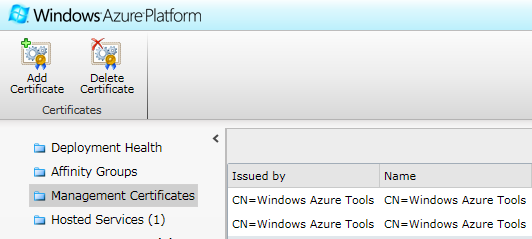 Windows Azure Platform
Add Certificate
Delete Certificate
Certificates
Deployment Health
Affinity Groups
Management Certificates
Hosted Services (1)
Issued by Name
CN=Windows Azure Tools CN=Windows Azure Tools
CN=Windows Azure Tools CN=Windows Azure Tools